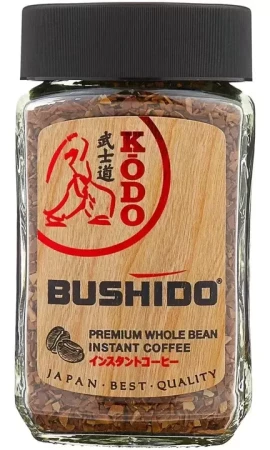 武士道
KŌDO
BUSHIDO®
PREMIUM WHOLE BEAN
INSTANT COFFEE
インスタントコーヒー
JAPAN · BEST · QUALITY